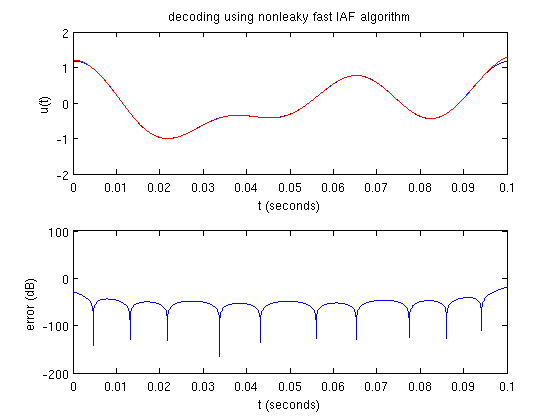 decoding using nonleaky fast IAF algorithm
2
1
0
-1
-2
u(t)
0 0.01 0.02 0.03 0.04 0.05 0.06 0.07 0.08 0.09 0.1
t (seconds)
100
0
-100
-200
error (dB)
0 0.01 0.02 0.03 0.04 0.05 0.06 0.07 0.08 0.09 0.1
t (seconds)